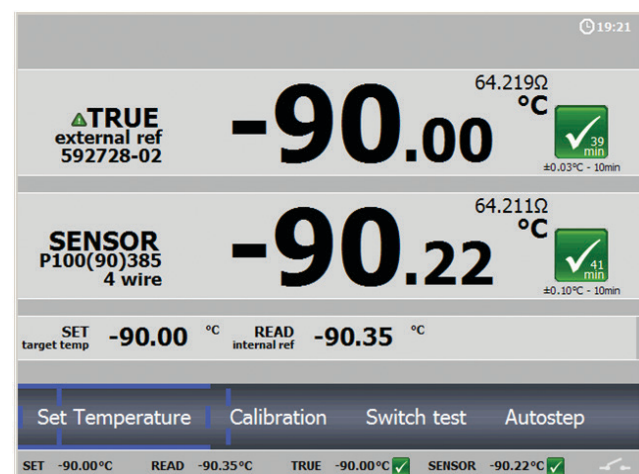 19:21
64.219Ω
TRUE
external ref
592728-02
-90.00
°C
39
min
±0.03°C - 10min
64.211Ω
SENSOR
P100(90)385
4 wire
-90.22
°C
41
min
±0.10°C - 10min
SET
target temp
-90.00 °C
READ
internal ref
-90.35 °C
Set Temperature Calibration Switch test Autostep
SET -90.00°C READ -90.35°C TRUE -90.00°C SENSOR -90.22°C